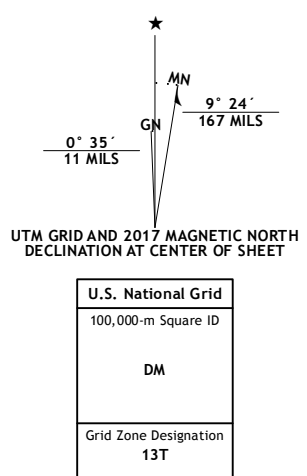 MN
9° 24´
167 MILS
GN
0° 35´
11 MILS
UTM GRID AND 2017 MAGNETIC NORTH
DECLINATION AT CENTER OF SHEET
U.S. National Grid
100,000-m Square ID
DM
Grid Zone Designation
13T